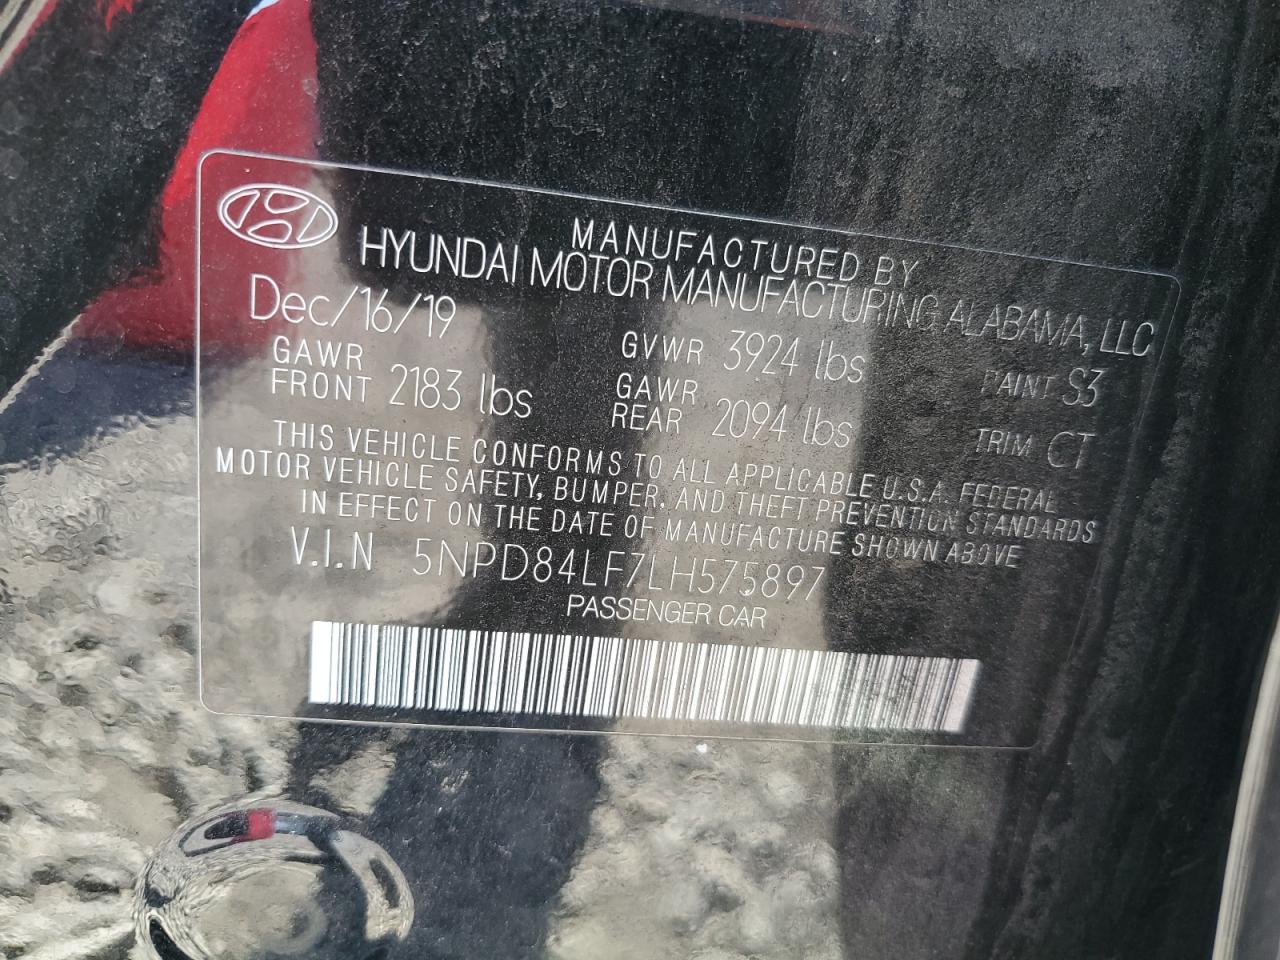 MANUFACTURED BY
HYUNDAI MOTOR MANUFACTURING ALABAMA, LLC
Dec/16/19
GVWR 3924 lbs PAINT S3
GAWR FRONT 2183 lbs
GAWR REAR 2094 lbs TRIM CT
THIS VEHICLE CONFORMS TO ALL APPLICABLE U.S.A. FEDERAL
MOTOR VEHICLE SAFETY, BUMPER, AND THEFT PREVENTION STANDARDS
IN EFFECT ON THE DATE OF MANUFACTURE SHOWN ABOVE
V.I.N 5NPD84LF7LH575897
PASSENGER CAR